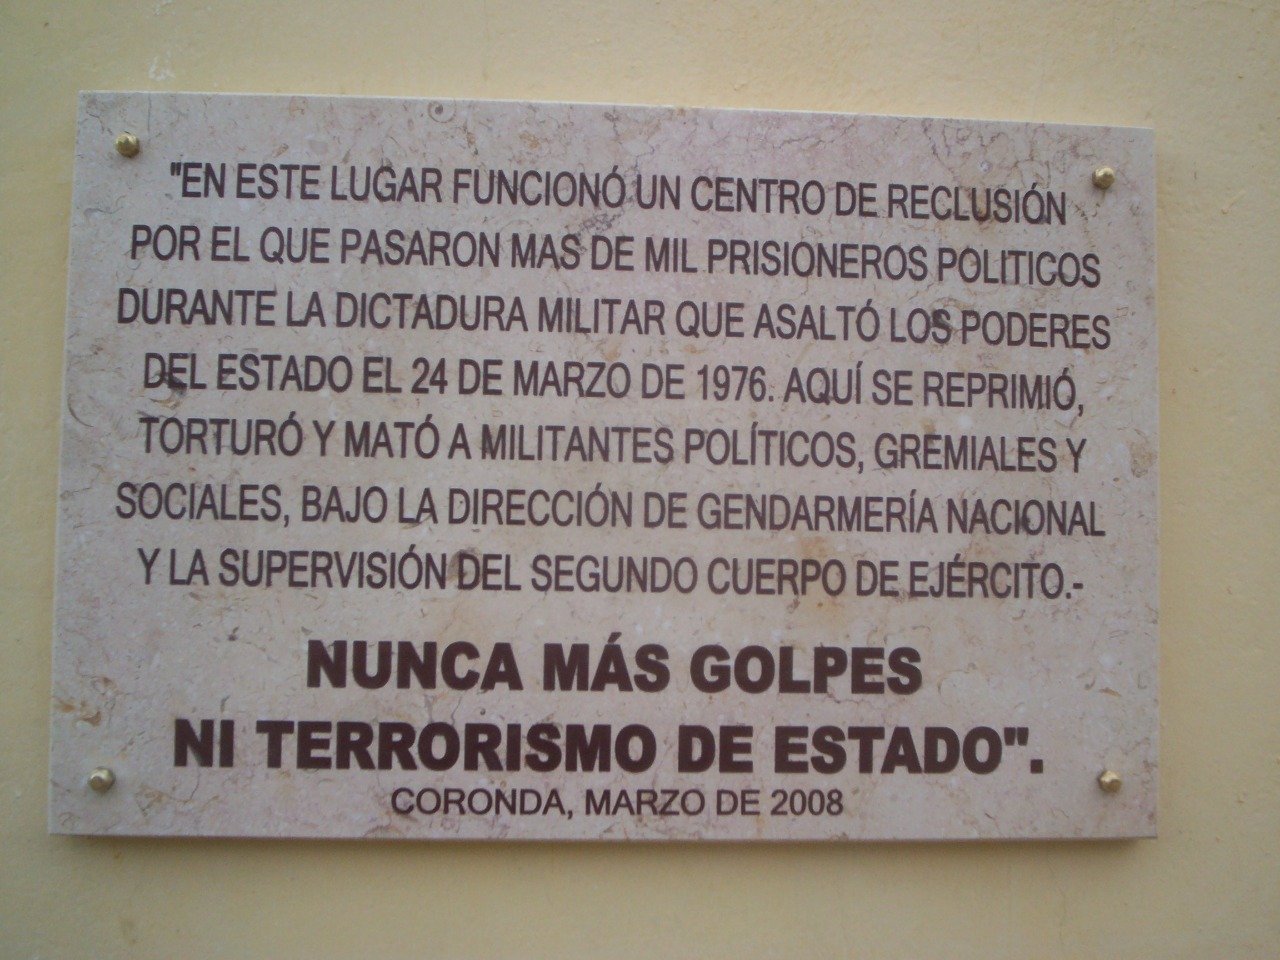 "EN ESTE LUGAR FUNCIONÓ UN CENTRO DE RECLUSIÓN
POR EL QUE PASARON MAS DE MIL PRISIONEROS POLITICOS
DURANTE LA DICTADURA MILITAR QUE ASALTÓ LOS PODERES
DEL ESTADO EL 24 DE MARZO DE 1976. AQUÍ SE REPRIMIÓ,
TORTURÓ Y MATÓ A MILITANTES POLÍTICOS, GREMIALES Y
SOCIALES, BAJO LA DIRECCIÓN DE GENDARMERÍA NACIONAL
Y LA SUPERVISIÓN DEL SEGUNDO CUERPO DE EJÉRCITO.-
NUNCA MÁS GOLPES
NI TERRORISMO DE ESTADO".
CORONDA, MARZO DE 2008